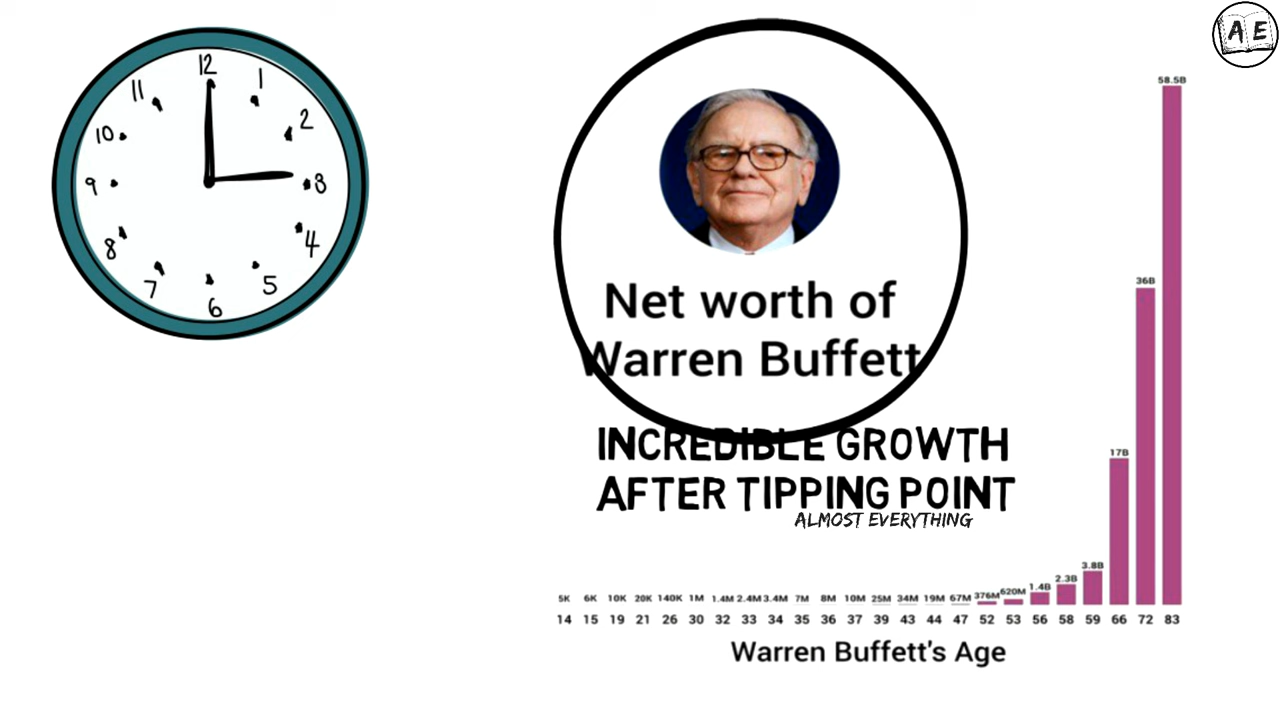 12
11
1
10
2
9
3
8
4
7
5
6
A E
Net worth of
Warren Buffett
INCREDIBLE GROWTH
AFTER TIPPING POINT
ALMOST EVERYTHING
58.5B
36B
17B
3.8B
2.3B
1.4B
5K 6K 10K 20K 140K 1M 1.4M 2.4M 3.4M 7M 8M 10M 25M 34M 19M 67M 376M 620M
14 15 19 21 26 30 32 33 34 35 36 37 39 43 44 47 52 53 56 58 59 66 72 83
Warren Buffett's Age